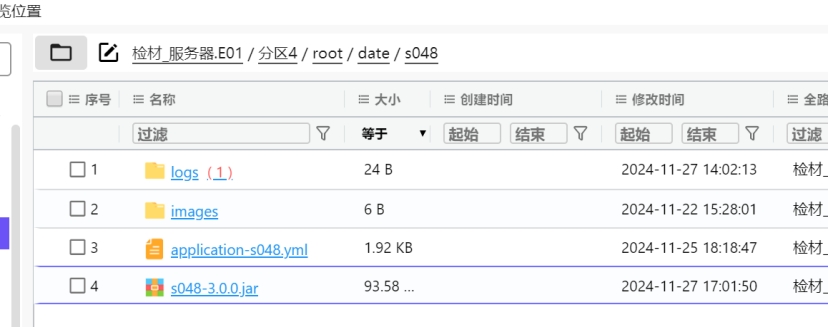 览位置
检材_服务器.E01 / 分区4 / root / date / s048
序号 名称 大小 创建时间 修改时间 全路
过滤 等于 起始 结束 起始 结束 过滤
1 logs (1) 24 B 2024-11-27 14:02:13 检材_
2 images 6 B 2024-11-22 15:28:01 检材_
3 application-s048.yml 1.92 KB 2024-11-25 18:18:47 检材_
4 s048-3.0.0.jar 93.58 ... 2024-11-27 17:01:50 检材_